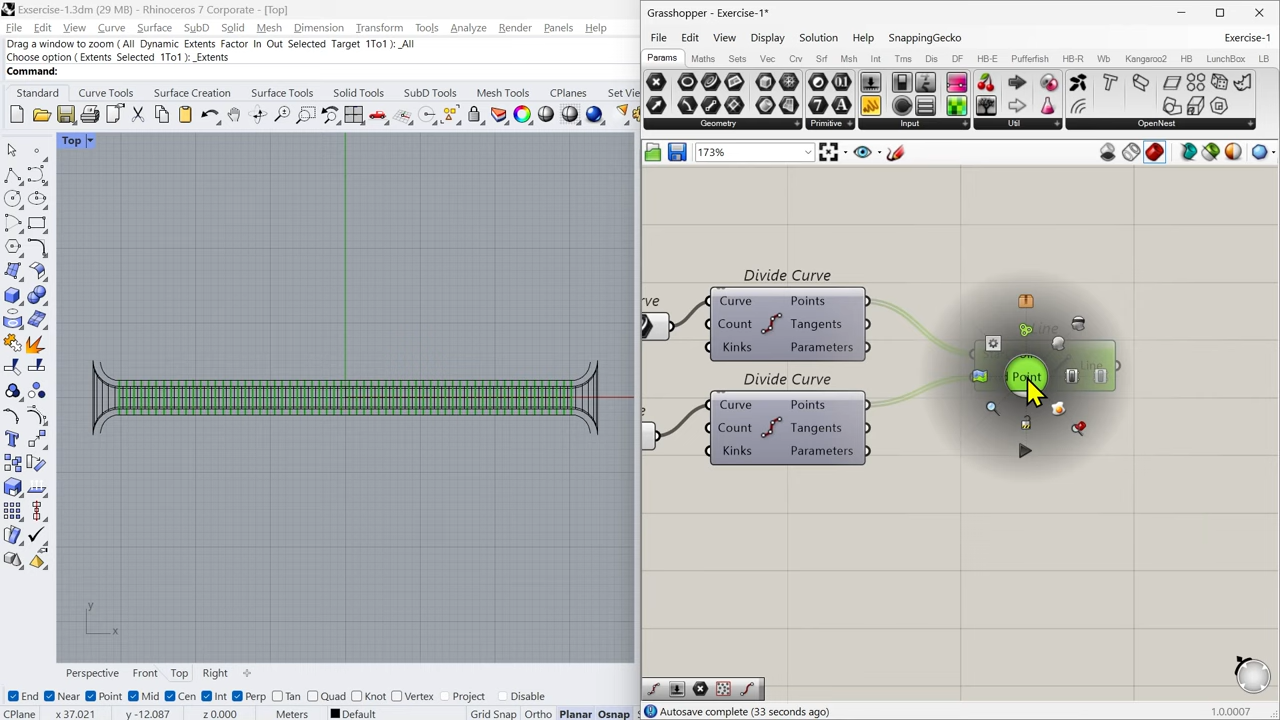 Exsercise-1.3dm (29 MB) - Rhinoceros 7 Corporate - [Top]
File Edit View Curve Surface SubD Solid Mesh Dimension Transform Tools Analyze Render Panels Help
Drag a window to zoom ( All Dynamic Extents Factor In Out Selected Target 1To1 ): _All
Choose option ( Extents Selected 1To1 ): _Extents
Command:
Standard Curve Tools Surface Creation Surface Tools Solid Tools SubD Tools Mesh Tools CPlanes Set Vie
Top
y
x
Perspective Front Top Right
End Near Point Mid Cen Int Perp Tan Quad Knot Vertex Project Disable
CPlane x 37.021 y -12.087 z 0.000 Meters Default Grid Snap Ortho Planar Osnap
Grasshopper - Exercise-1*
File Edit View Display Solution Help SnappingGecko Exercise-1
Params Maths Sets Vec Crv Srf Msh Int Trns Dis DF HB-E Pufferfish HB-R Wb Kangaroo2 HB LunchBox LB
Geometry Primitive Input Util OpenNest
173%
Divide Curve
rve
Curve Points
Count Tangents
Kinks Parameters
Line
Line
Point
Divide Curve
e
Curve Points
Count Tangents
Kinks Parameters
Autosave complete (33 seconds ago) 1.0.0007